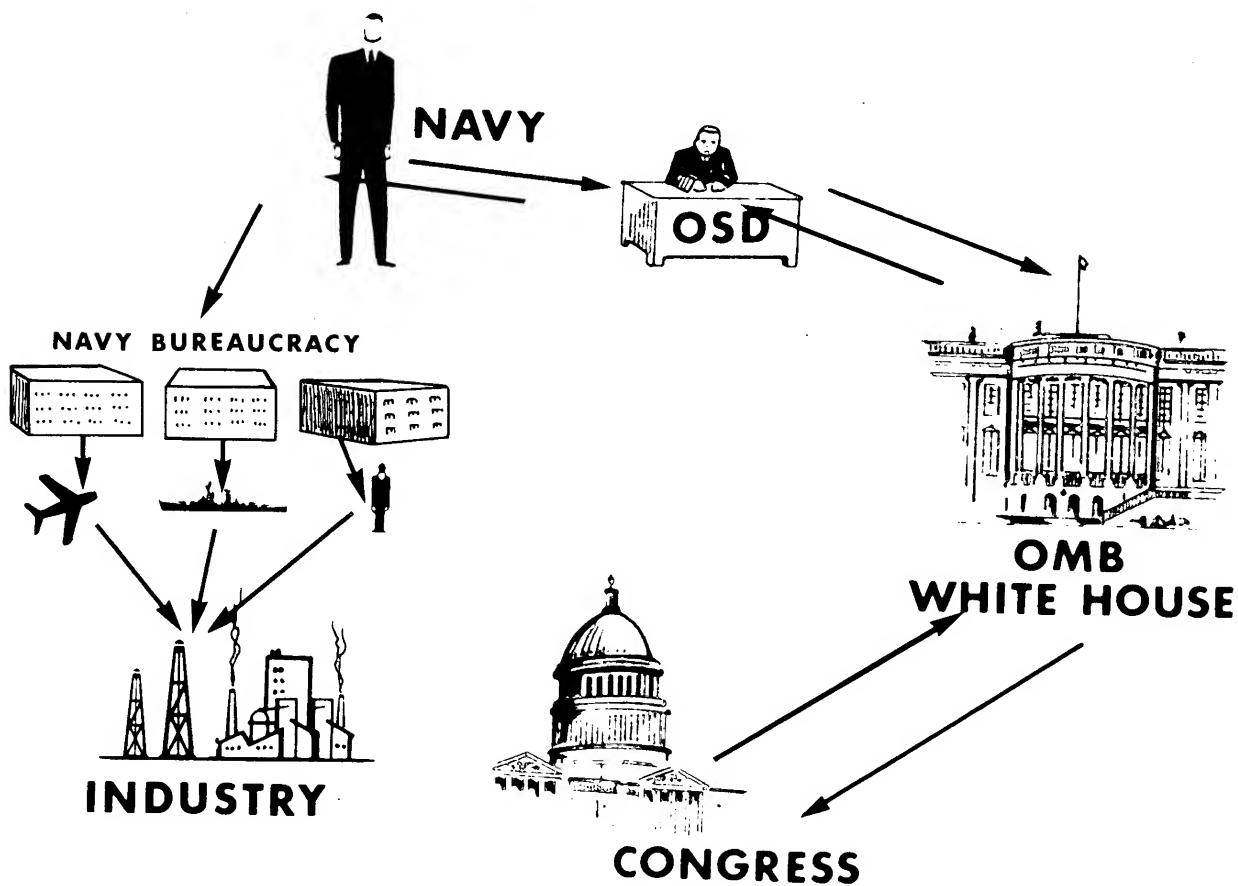 NAVY
OSD
NAVY BUREAUCRACY
OMB
WHITE HOUSE
INDUSTRY
CONGRESS